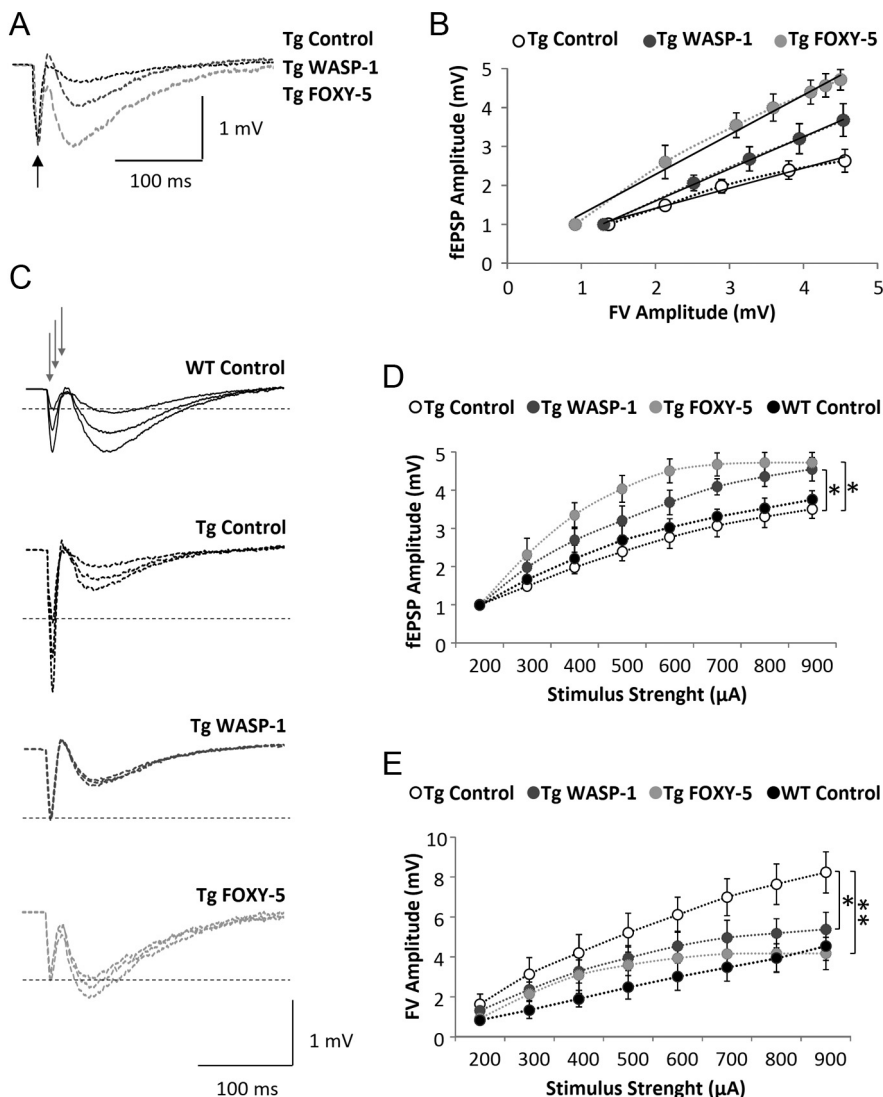 A
Tg Control
Tg WASP-1
Tg FOXY-5
1 mV
100 ms
B
Tg Control Tg WASP-1 Tg FOXY-5
fEPSP Amplitude (mV)
5
4
3
2
1
0
0 1 2 3 4 5
FV Amplitude (mV)
C
WT Control
Tg Control
Tg WASP-1
Tg FOXY-5
1 mV
100 ms
D
Tg Control Tg WASP-1 Tg FOXY-5 WT Control
fEPSP Amplitude (mV)
5
4
3
2
1
0
* *
200 300 400 500 600 700 800 900
Stimulus Strenght (µA)
E
Tg Control Tg WASP-1 Tg FOXY-5 WT Control
FV Amplitude (mV)
10
8
6
4
2
0
* **
200 300 400 500 600 700 800 900
Stimulus Strenght (µA)